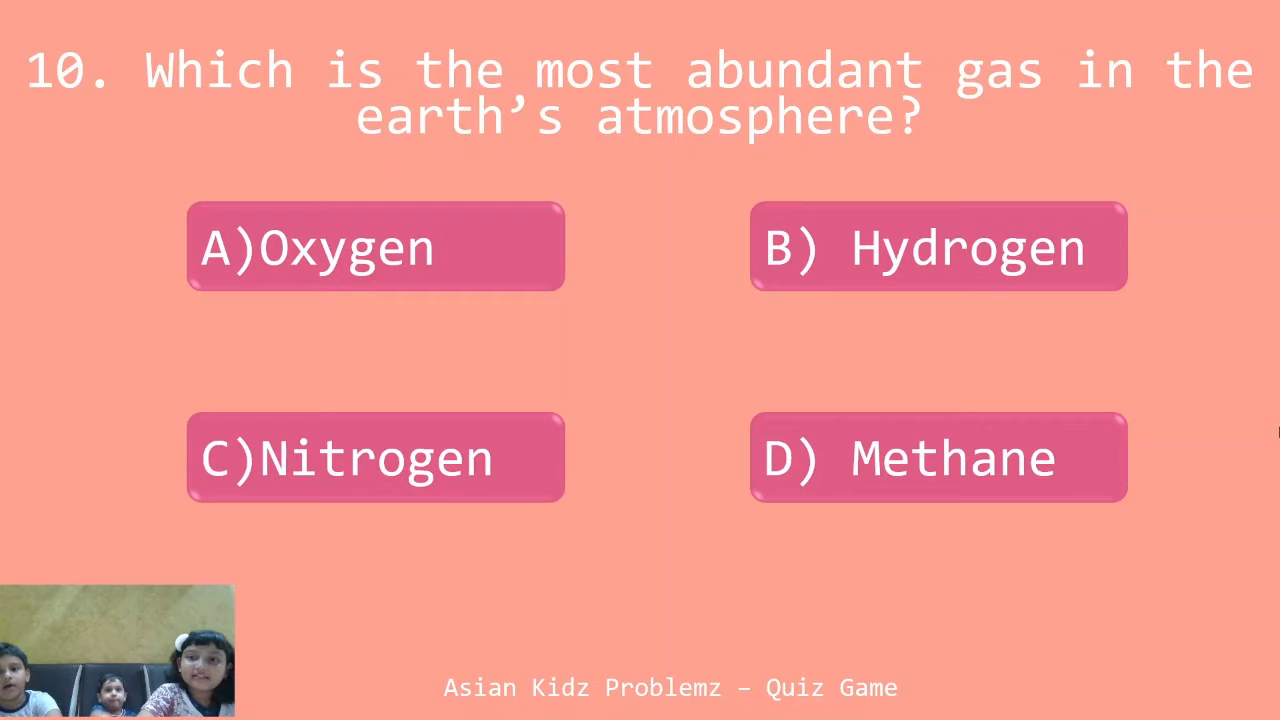 10. Which is the most abundant gas in the
earth’s atmosphere?
A)Oxygen
B) Hydrogen
C)Nitrogen
D) Methane
Asian Kidz Problemz – Quiz Game